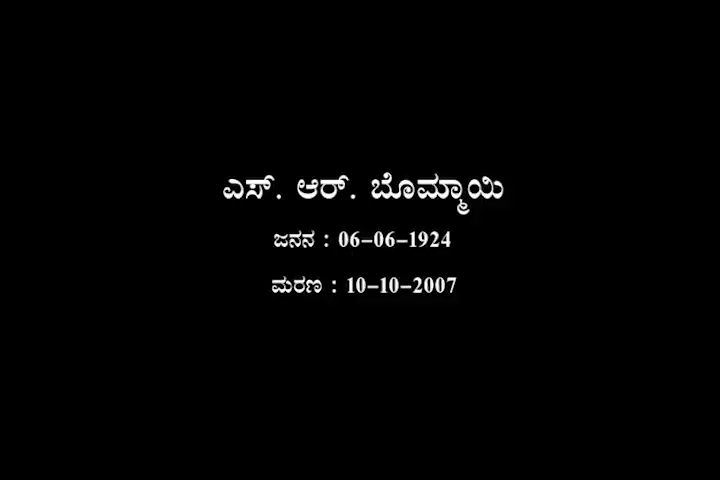 ಎಸ್. ಆರ್. ಬೊಮ್ಮಾಯಿ
ಜನನ : 06-06-1924
ಮರಣ : 10-10-2007